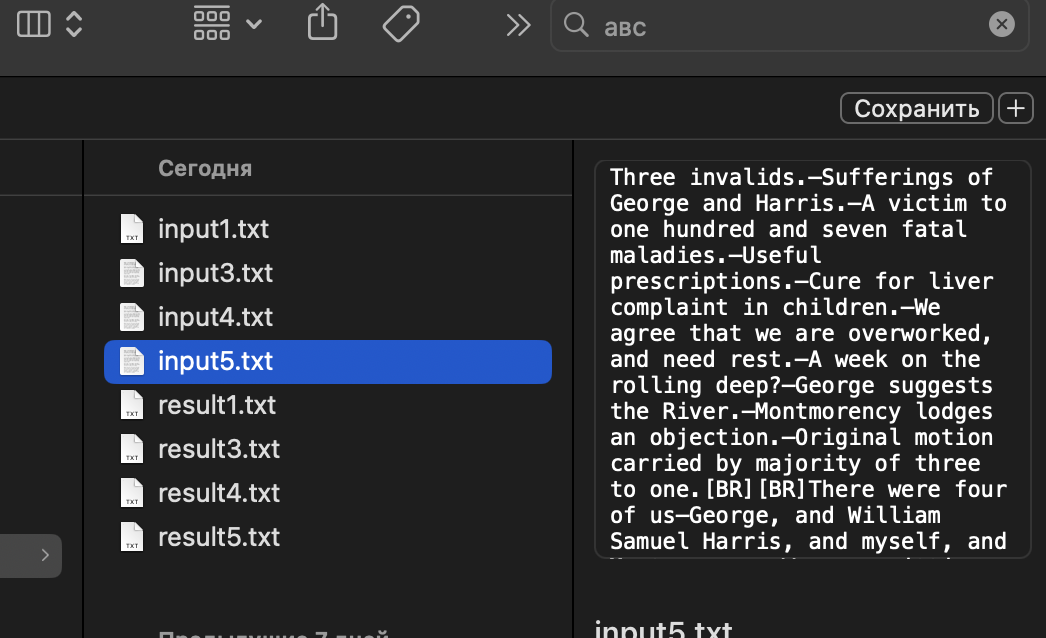 авс
Сохранить
Сегодня
input1.txt
input3.txt
input4.txt
input5.txt
result1.txt
result3.txt
result4.txt
result5.txt
Предыдущие 7 дней
Three invalids.—Sufferings of
George and Harris.—A victim to
one hundred and seven fatal
maladies.—Useful
prescriptions.—Cure for liver
complaint in children.—We
agree that we are overworked,
and need rest.—A week on the
rolling deep?—George suggests
the River.—Montmorency lodges
an objection.—Original motion
carried by majority of three
to one.[BR][BR]There were four
of us—George, and William
Samuel Harris, and myself, and
input5.txt